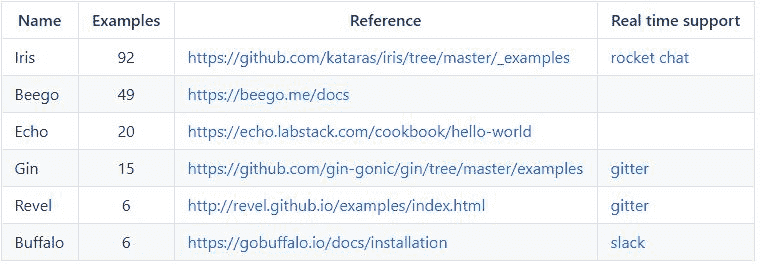 Name Examples Reference Real time support
Iris 92 https://github.com/kataras/iris/tree/master/_examples rocket chat
Beego 49 https://beego.me/docs
Echo 20 https://echo.labstack.com/cookbook/hello-world
Gin 15 https://github.com/gin-gonic/gin/tree/master/examples gitter
Revel 6 http://revel.github.io/examples/index.html gitter
Buffalo 6 https://gobuffalo.io/docs/installation slack